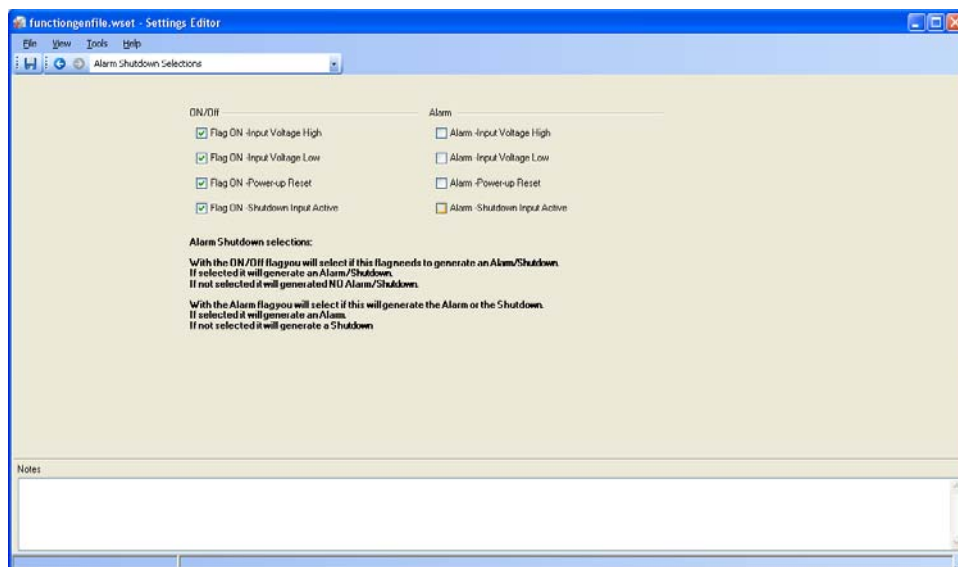 functiongenfile.wset - Settings Editor
File View Tools Help
Alarm Shutdown Selections
ON/Off Alarm
Flag ON -Input Voltage High Alarm -Input Voltage High
Flag ON -Input Voltage Low Alarm -Input Voltage Low
Flag ON -Power-up Reset Alarm -Power-up Reset
Flag ON -Shutdown Input Active Alarm -Shutdown Input Active
Alarm Shutdown selections:
With the ON/Off flag you will select if this flag needs to generate an Alarm/Shutdown.
If selected it will generate an Alarm/Shutdown.
If not selected it will generated NO Alarm/Shutdown.
With the Alarm flag you will select if this will generate the Alarm or the Shutdown.
If selected it will generate an Alarm.
If not selected it will generate a Shutdown
Notes